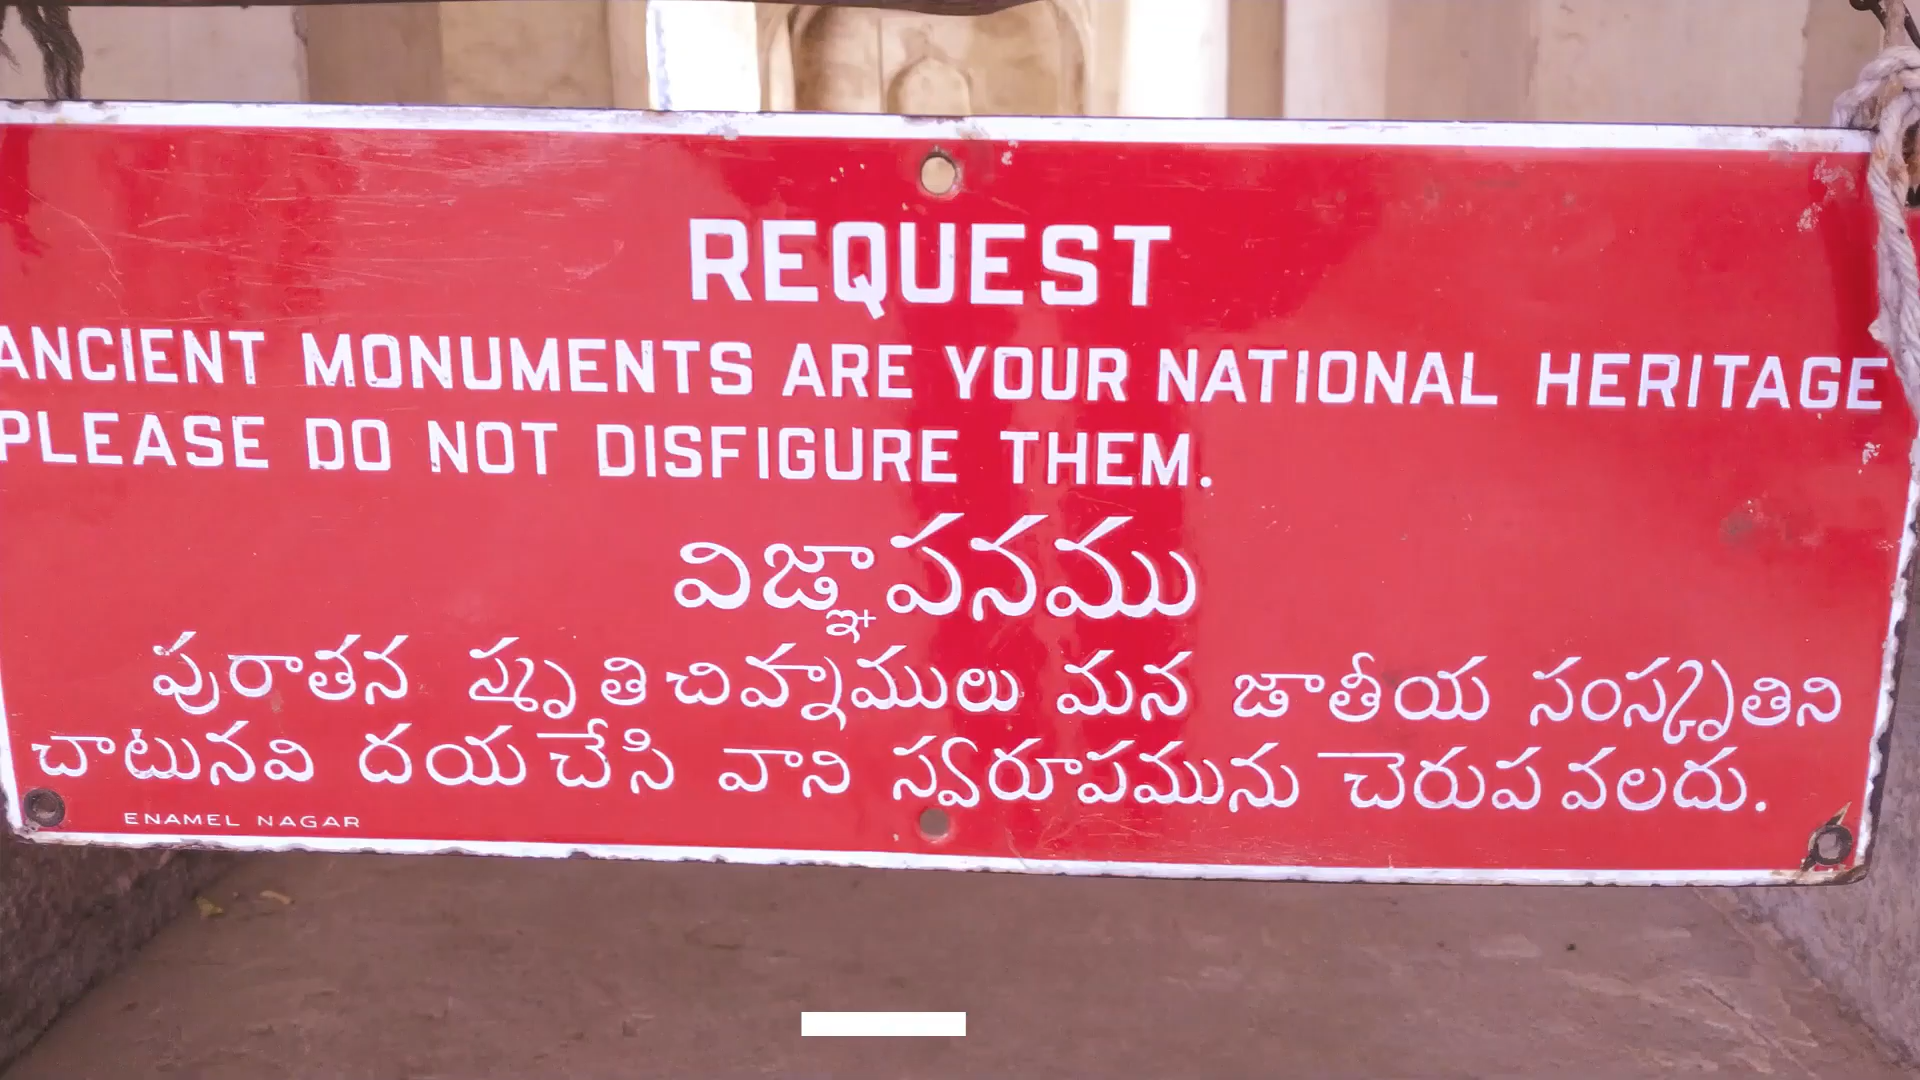 REQUEST
ANCIENT MONUMENTS ARE YOUR NATIONAL HERITAGE
PLEASE DO NOT DISFIGURE THEM.
విజ్ఞాపనము
పురాతన స్మృతి చిహ్నాములు మన జాతీయ సంస్కృతిని
చాటునవి దయచేసి వాని స్వరూపమును చెరుపవలదు.
ENAMEL NAGAR